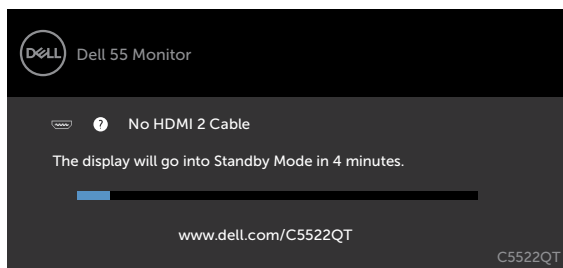 DELL
Dell 55 Monitor
? No HDMI 2 Cable
The display will go into Standby Mode in 4 minutes.
www.dell.com/C5522QT
C5522QT